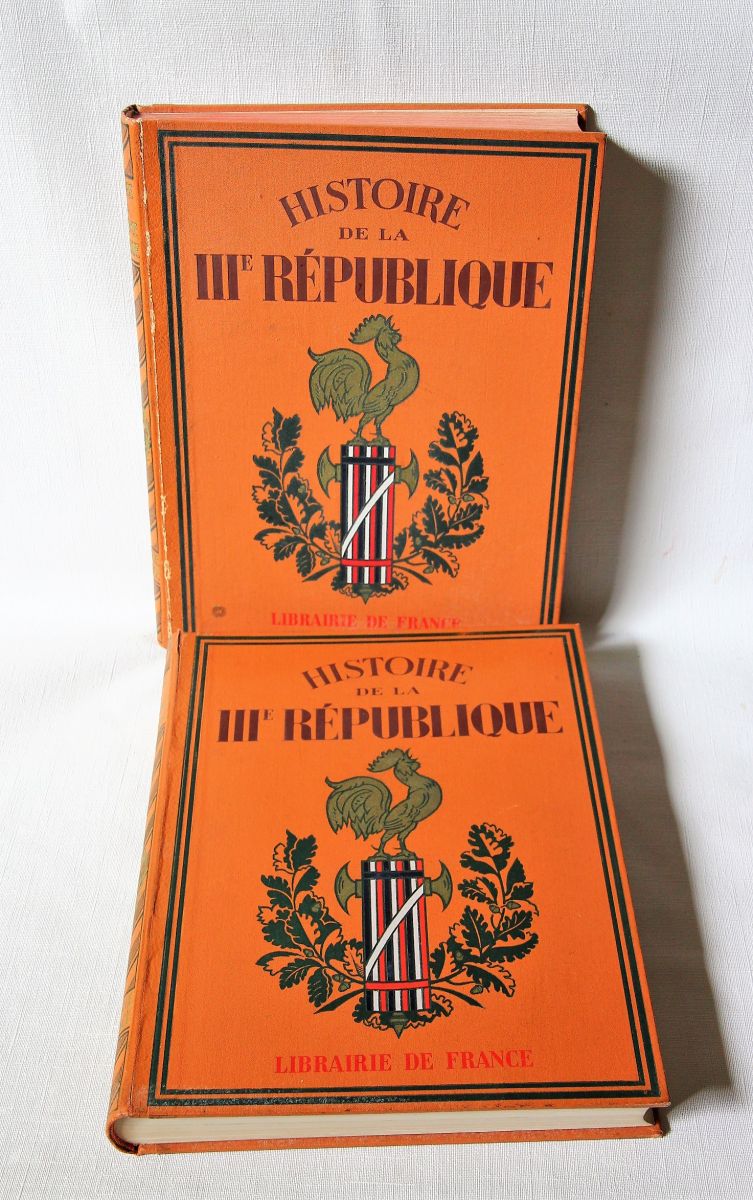 HISTOIRE
DE LA
IIIE RÉPUBLIQUE
LIBRAIRIE DE FRANCE
HISTOIRE
DE LA
IIIE RÉPUBLIQUE
LIBRAIRIE DE FRANCE